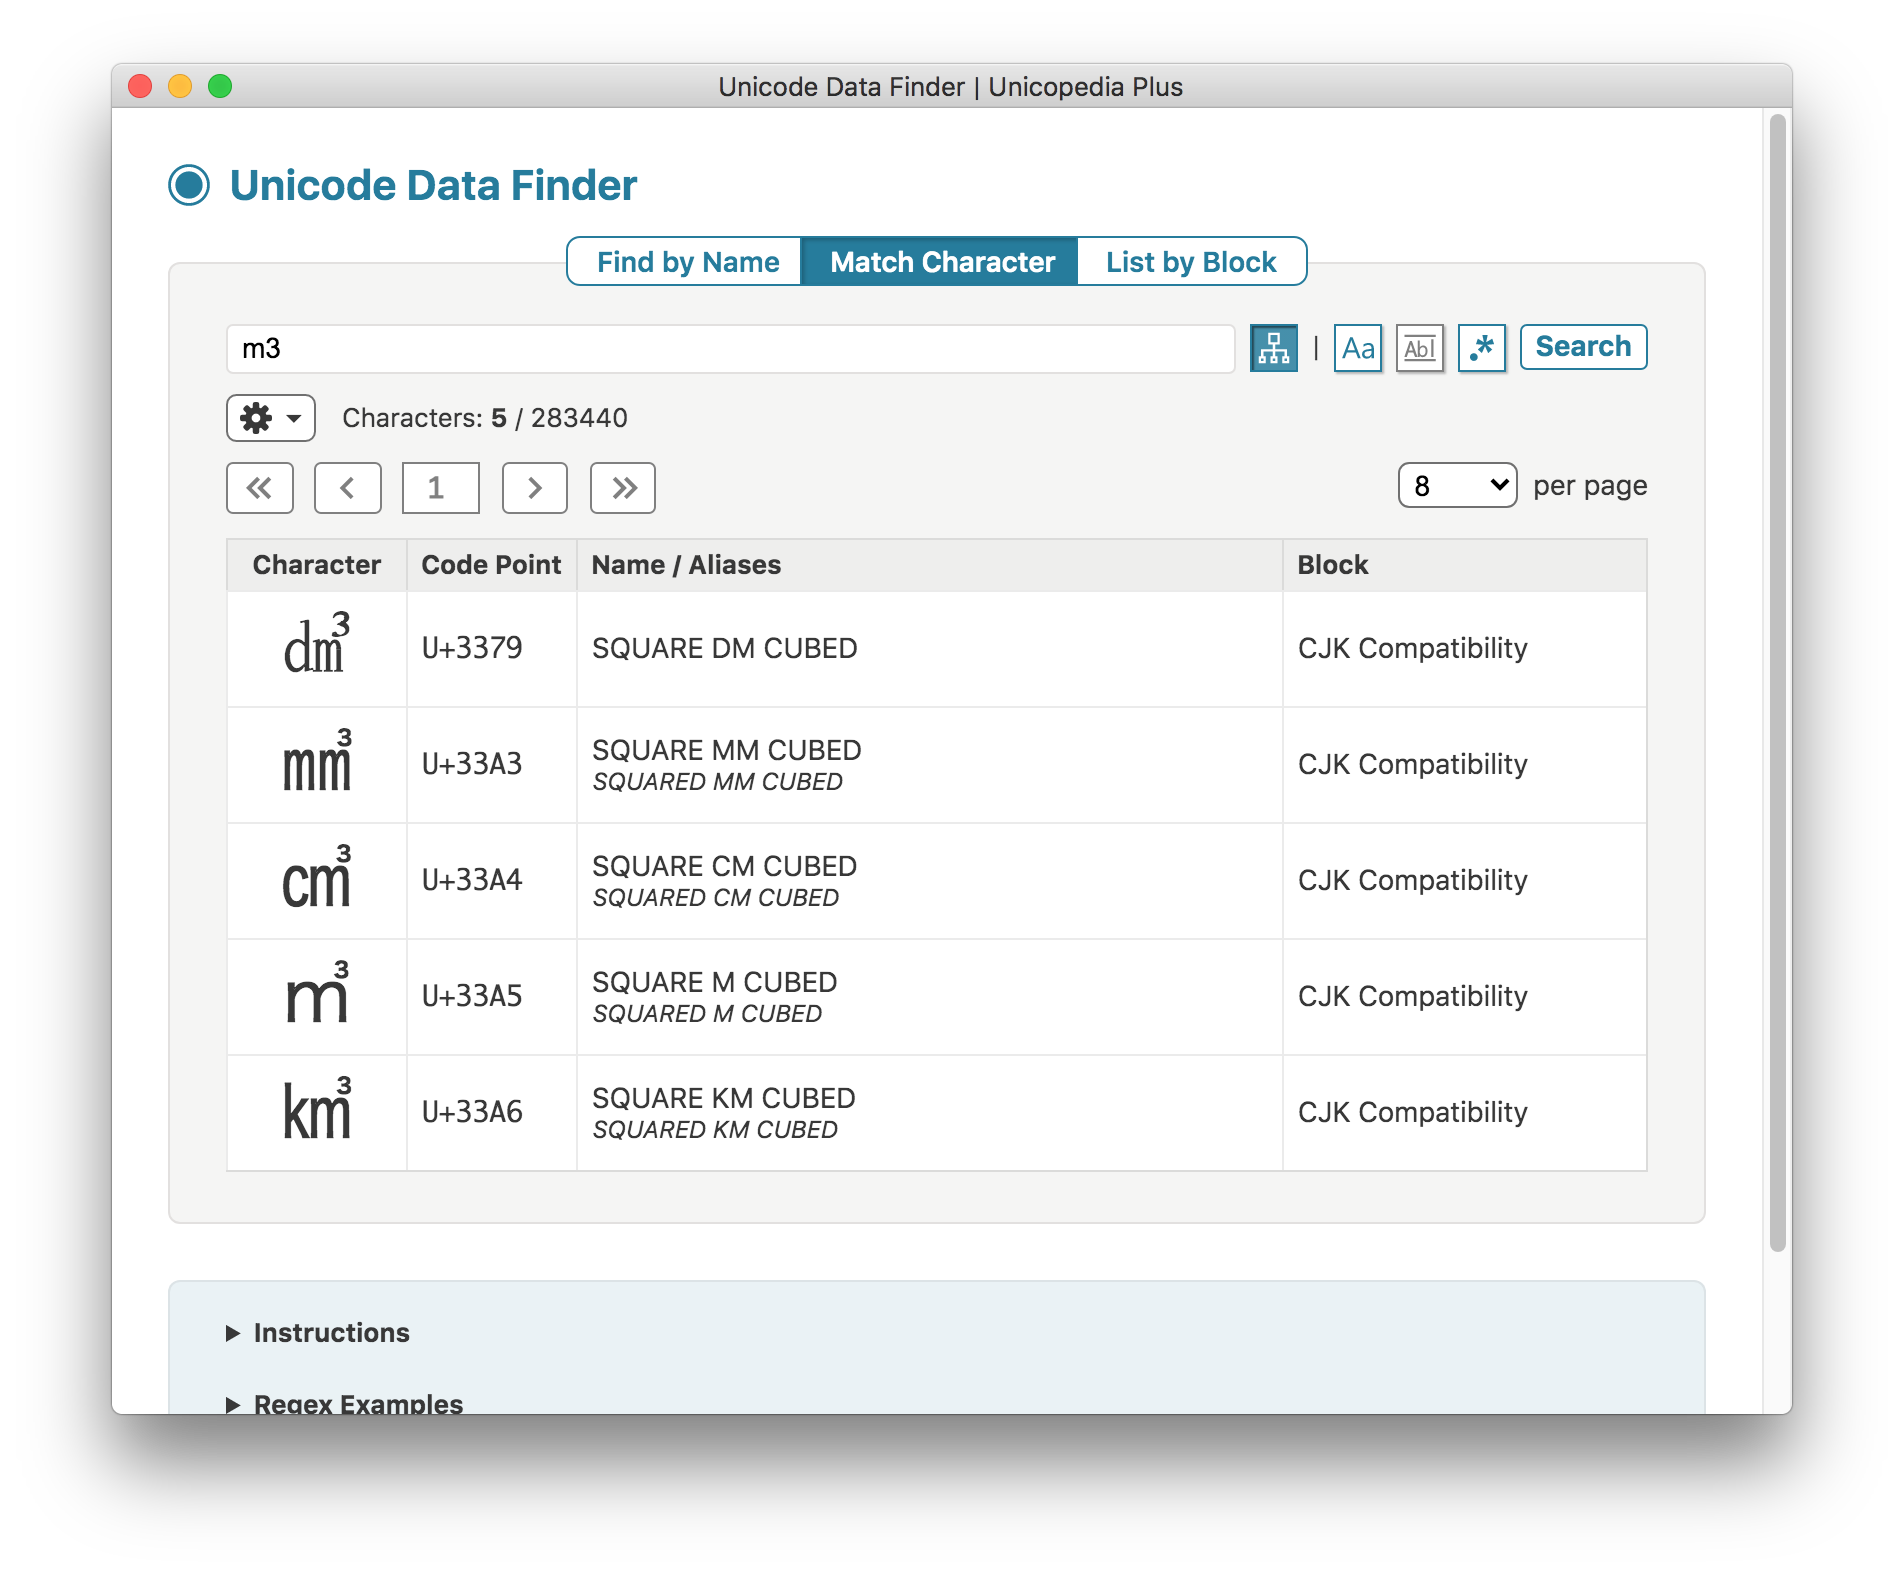 Unicode Data Finder | Unicopedia Plus
Unicode Data Finder
Find by Name Match Character List by Block
m3 | Aa Abl .* Search
Characters: 5 / 283440
« ‹ 1 › » 8 per page
Character Code Point Name / Aliases Block
dm³ U+3379 SQUARE DM CUBED CJK Compatibility
mm³ U+33A3 SQUARE MM CUBED CJK Compatibility
SQUARED MM CUBED
cm³ U+33A4 SQUARE CM CUBED CJK Compatibility
SQUARED CM CUBED
m³ U+33A5 SQUARE M CUBED CJK Compatibility
SQUARED M CUBED
km³ U+33A6 SQUARE KM CUBED CJK Compatibility
SQUARED KM CUBED
Instructions
Regex Examples